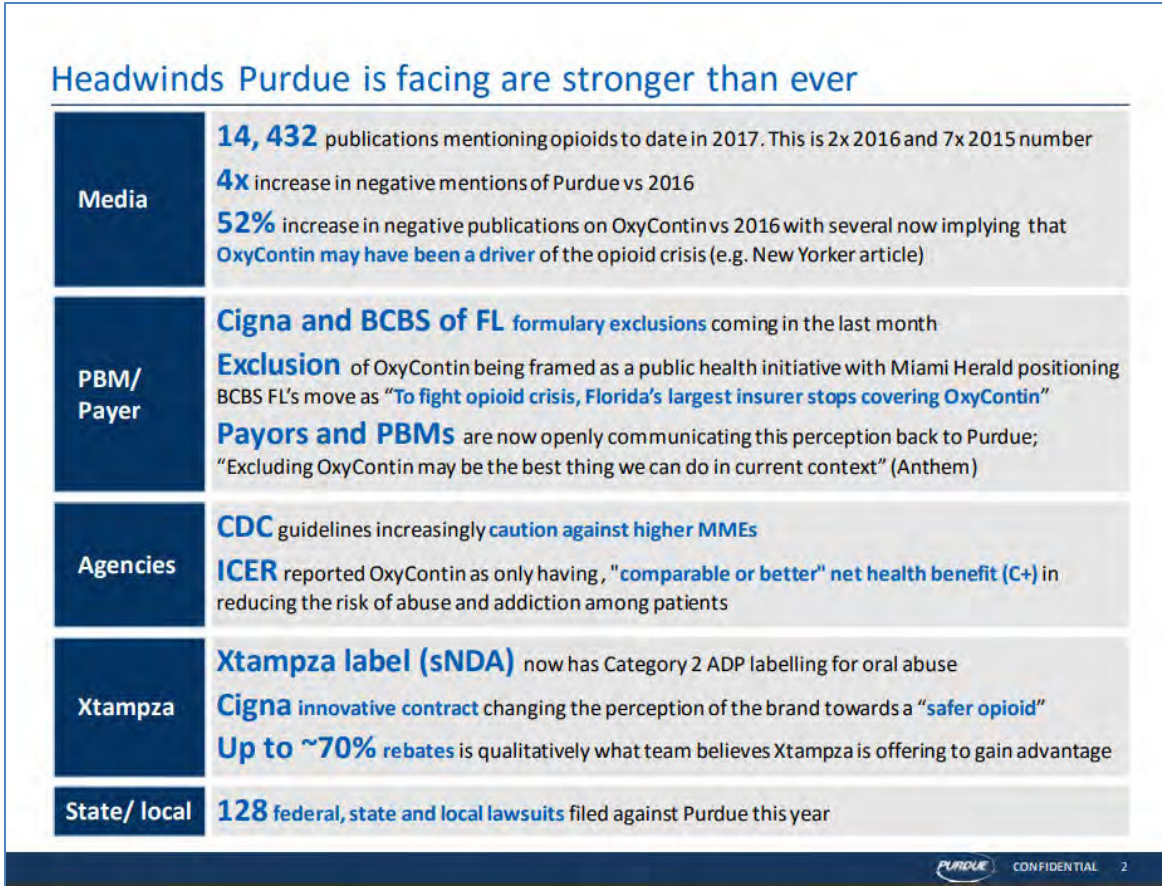 Headwinds Purdue is facing are stronger than ever
Media
14, 432 publications mentioning opioids to date in 2017. This is 2x 2016 and 7x 2015 number
4x increase in negative mentions of Purdue vs 2016
52% increase in negative publications on OxyContin vs 2016 with several now implying that
OxyContin may have been a driver of the opioid crisis (e.g. New Yorker article)
PBM/
Payer
Cigna and BCBS of FL formulary exclusions coming in the last month
Exclusion of OxyContin being framed as a public health initiative with Miami Herald positioning
BCBS FL's move as "To fight opioid crisis, Florida's largest insurer stops covering OxyContin"
Payors and PBMs are now openly communicating this perception back to Purdue;
"Excluding OxyContin may be the best thing we can do in current context" (Anthem)
Agencies
CDC guidelines increasingly caution against higher MMEs
ICER reported OxyContin as only having, "comparable or better" net health benefit (C+) in
reducing the risk of abuse and addiction among patients
Xtampza
Xtampza label (sNDA) now has Category 2 ADP labelling for oral abuse
Cigna innovative contract changing the perception of the brand towards a "safer opioid"
Up to ~70% rebates is qualitatively what team believes Xtampza is offering to gain advantage
State/ local
128 federal, state and local lawsuits filed against Purdue this year
PURDUE CONFIDENTIAL 2